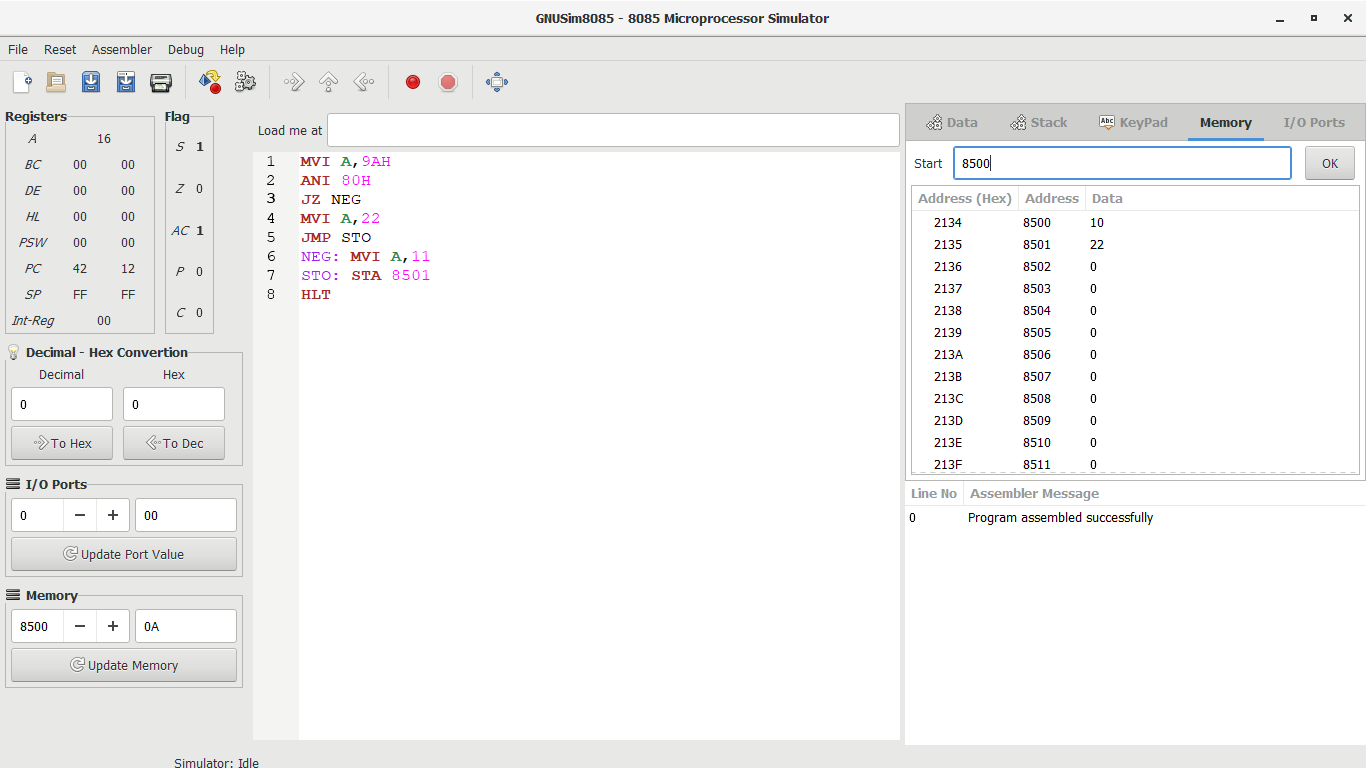 GNUSim8085 - 8085 Microprocessor Simulator
File Reset Assembler Debug Help
Registers
A 16
BC 00 00
DE 00 00
HL 00 00
PSW 00 00
PC 42 12
SP FF FF
Int-Reg 00
Flag
S 1
Z 0
AC 1
P 0
C 0
Decimal - Hex Convertion
Decimal Hex
0 0
To Hex To Dec
I/O Ports
0 − + 00
Update Port Value
Memory
8500 − + 0A
Update Memory
Load me at
1 MVI A,9AH
2 ANI 80H
3 JZ NEG
4 MVI A,22
5 JMP STO
6 NEG: MVI A,11
7 STO: STA 8501
8 HLT
Data Stack Abc KeyPad Memory I/O Ports
Start 8500 OK
Address (Hex) Address Data
2134 8500 10
2135 8501 22
2136 8502 0
2137 8503 0
2138 8504 0
2139 8505 0
213A 8506 0
213B 8507 0
213C 8508 0
213D 8509 0
213E 8510 0
213F 8511 0
Line No Assembler Message
0 Program assembled successfully
Simulator: Idle